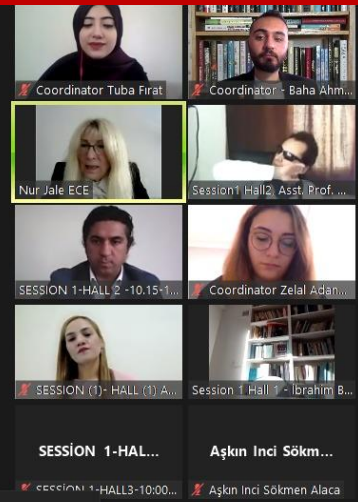 Coordinator Tuba Fırat
Coordinator - Baha Ahm...
Nur Jale ECE
Session1 Hall2 Asst. Prof. ...
SESSION 1-HALL 2 -10.15-1...
Coordinator Zelal Adan...
SESSION (1)- HALL (1) A...
Session 1 Hall 1 - Ibrahim B...
SESSİON 1-HAL...
Aşkın Inci Sökm...
SESSİON 1-HALL3-10:00...
Aşkın Inci Sökmen Alaca